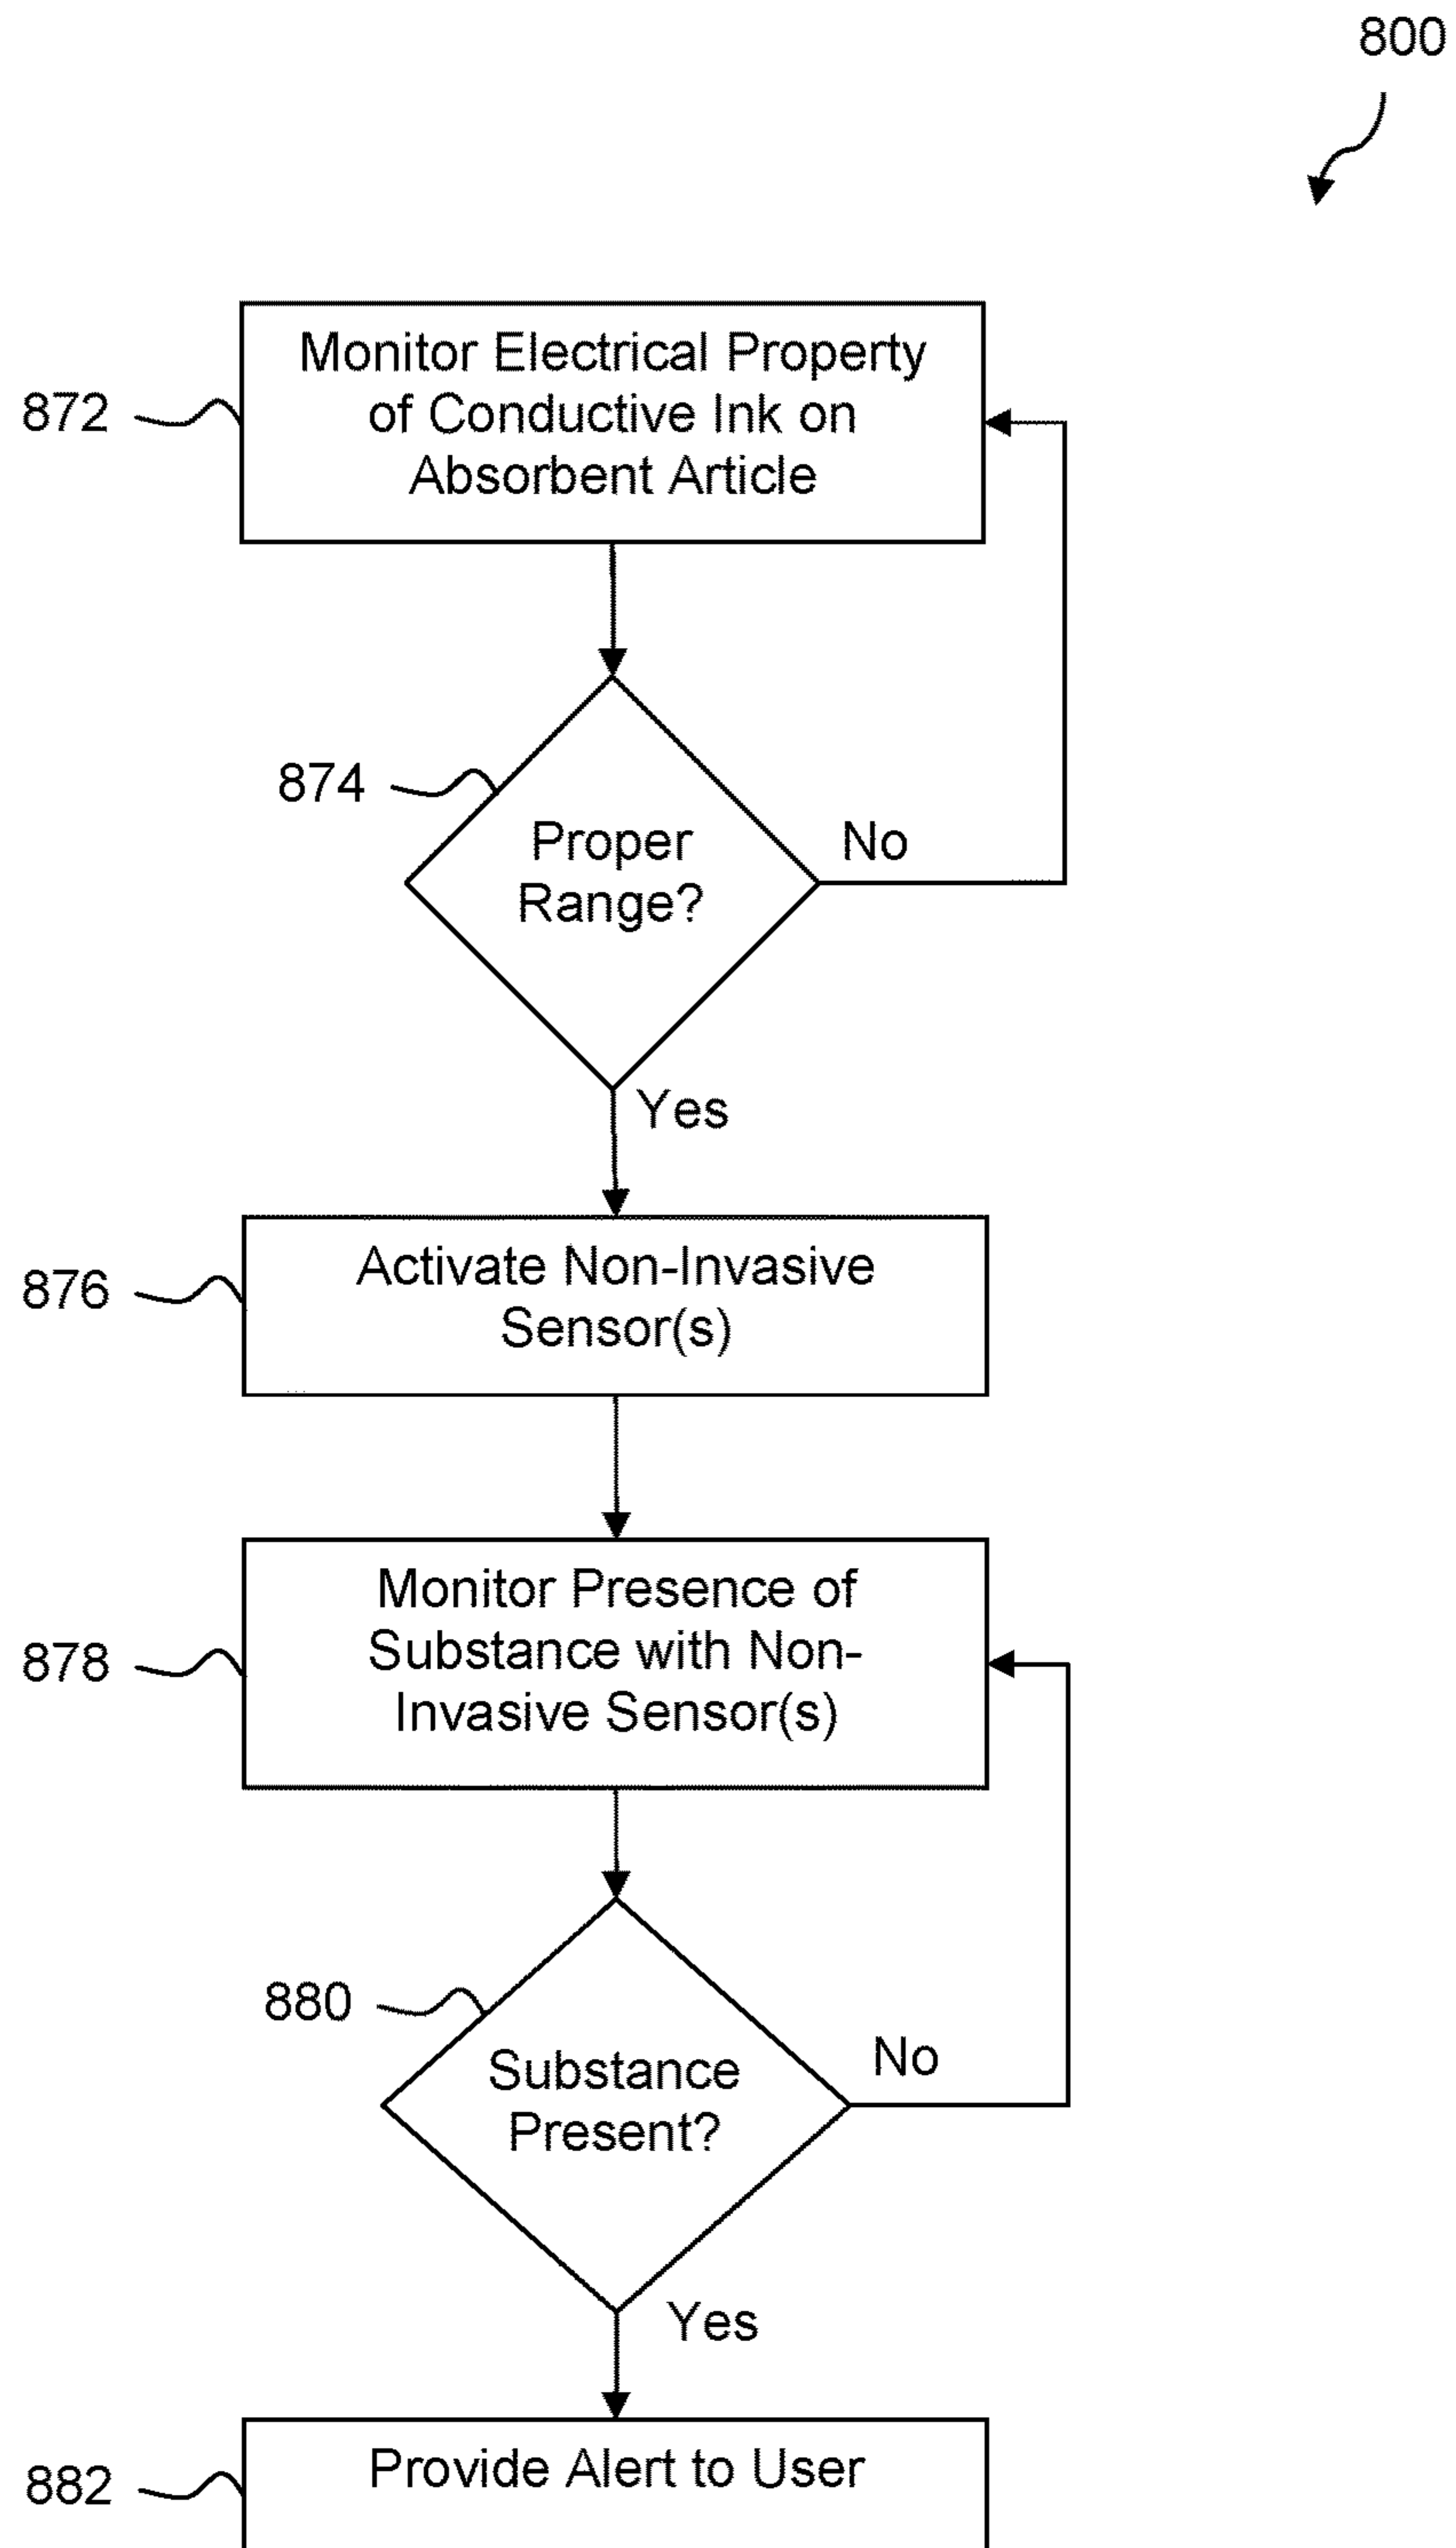 800
Monitor Electrical Property
of Conductive Ink on
Absorbent Article
872
874
Proper
Range?
No
Yes
Activate Non-Invasive
Sensor(s)
876
Monitor Presence of
Substance with Non-
Invasive Sensor(s)
878
880
Substance
Present?
No
Yes
Provide Alert to User
882